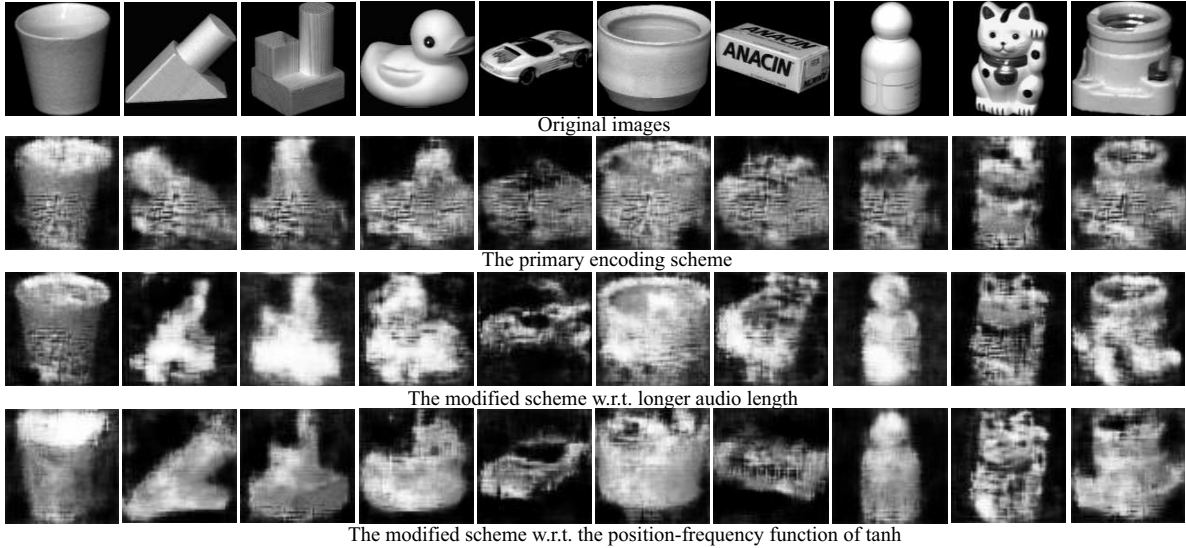 ANACIN
ANACIN
Original images
The primary encoding scheme
The modified scheme w.r.t. longer audio length
The modified scheme w.r.t. the position-frequency function of tanh